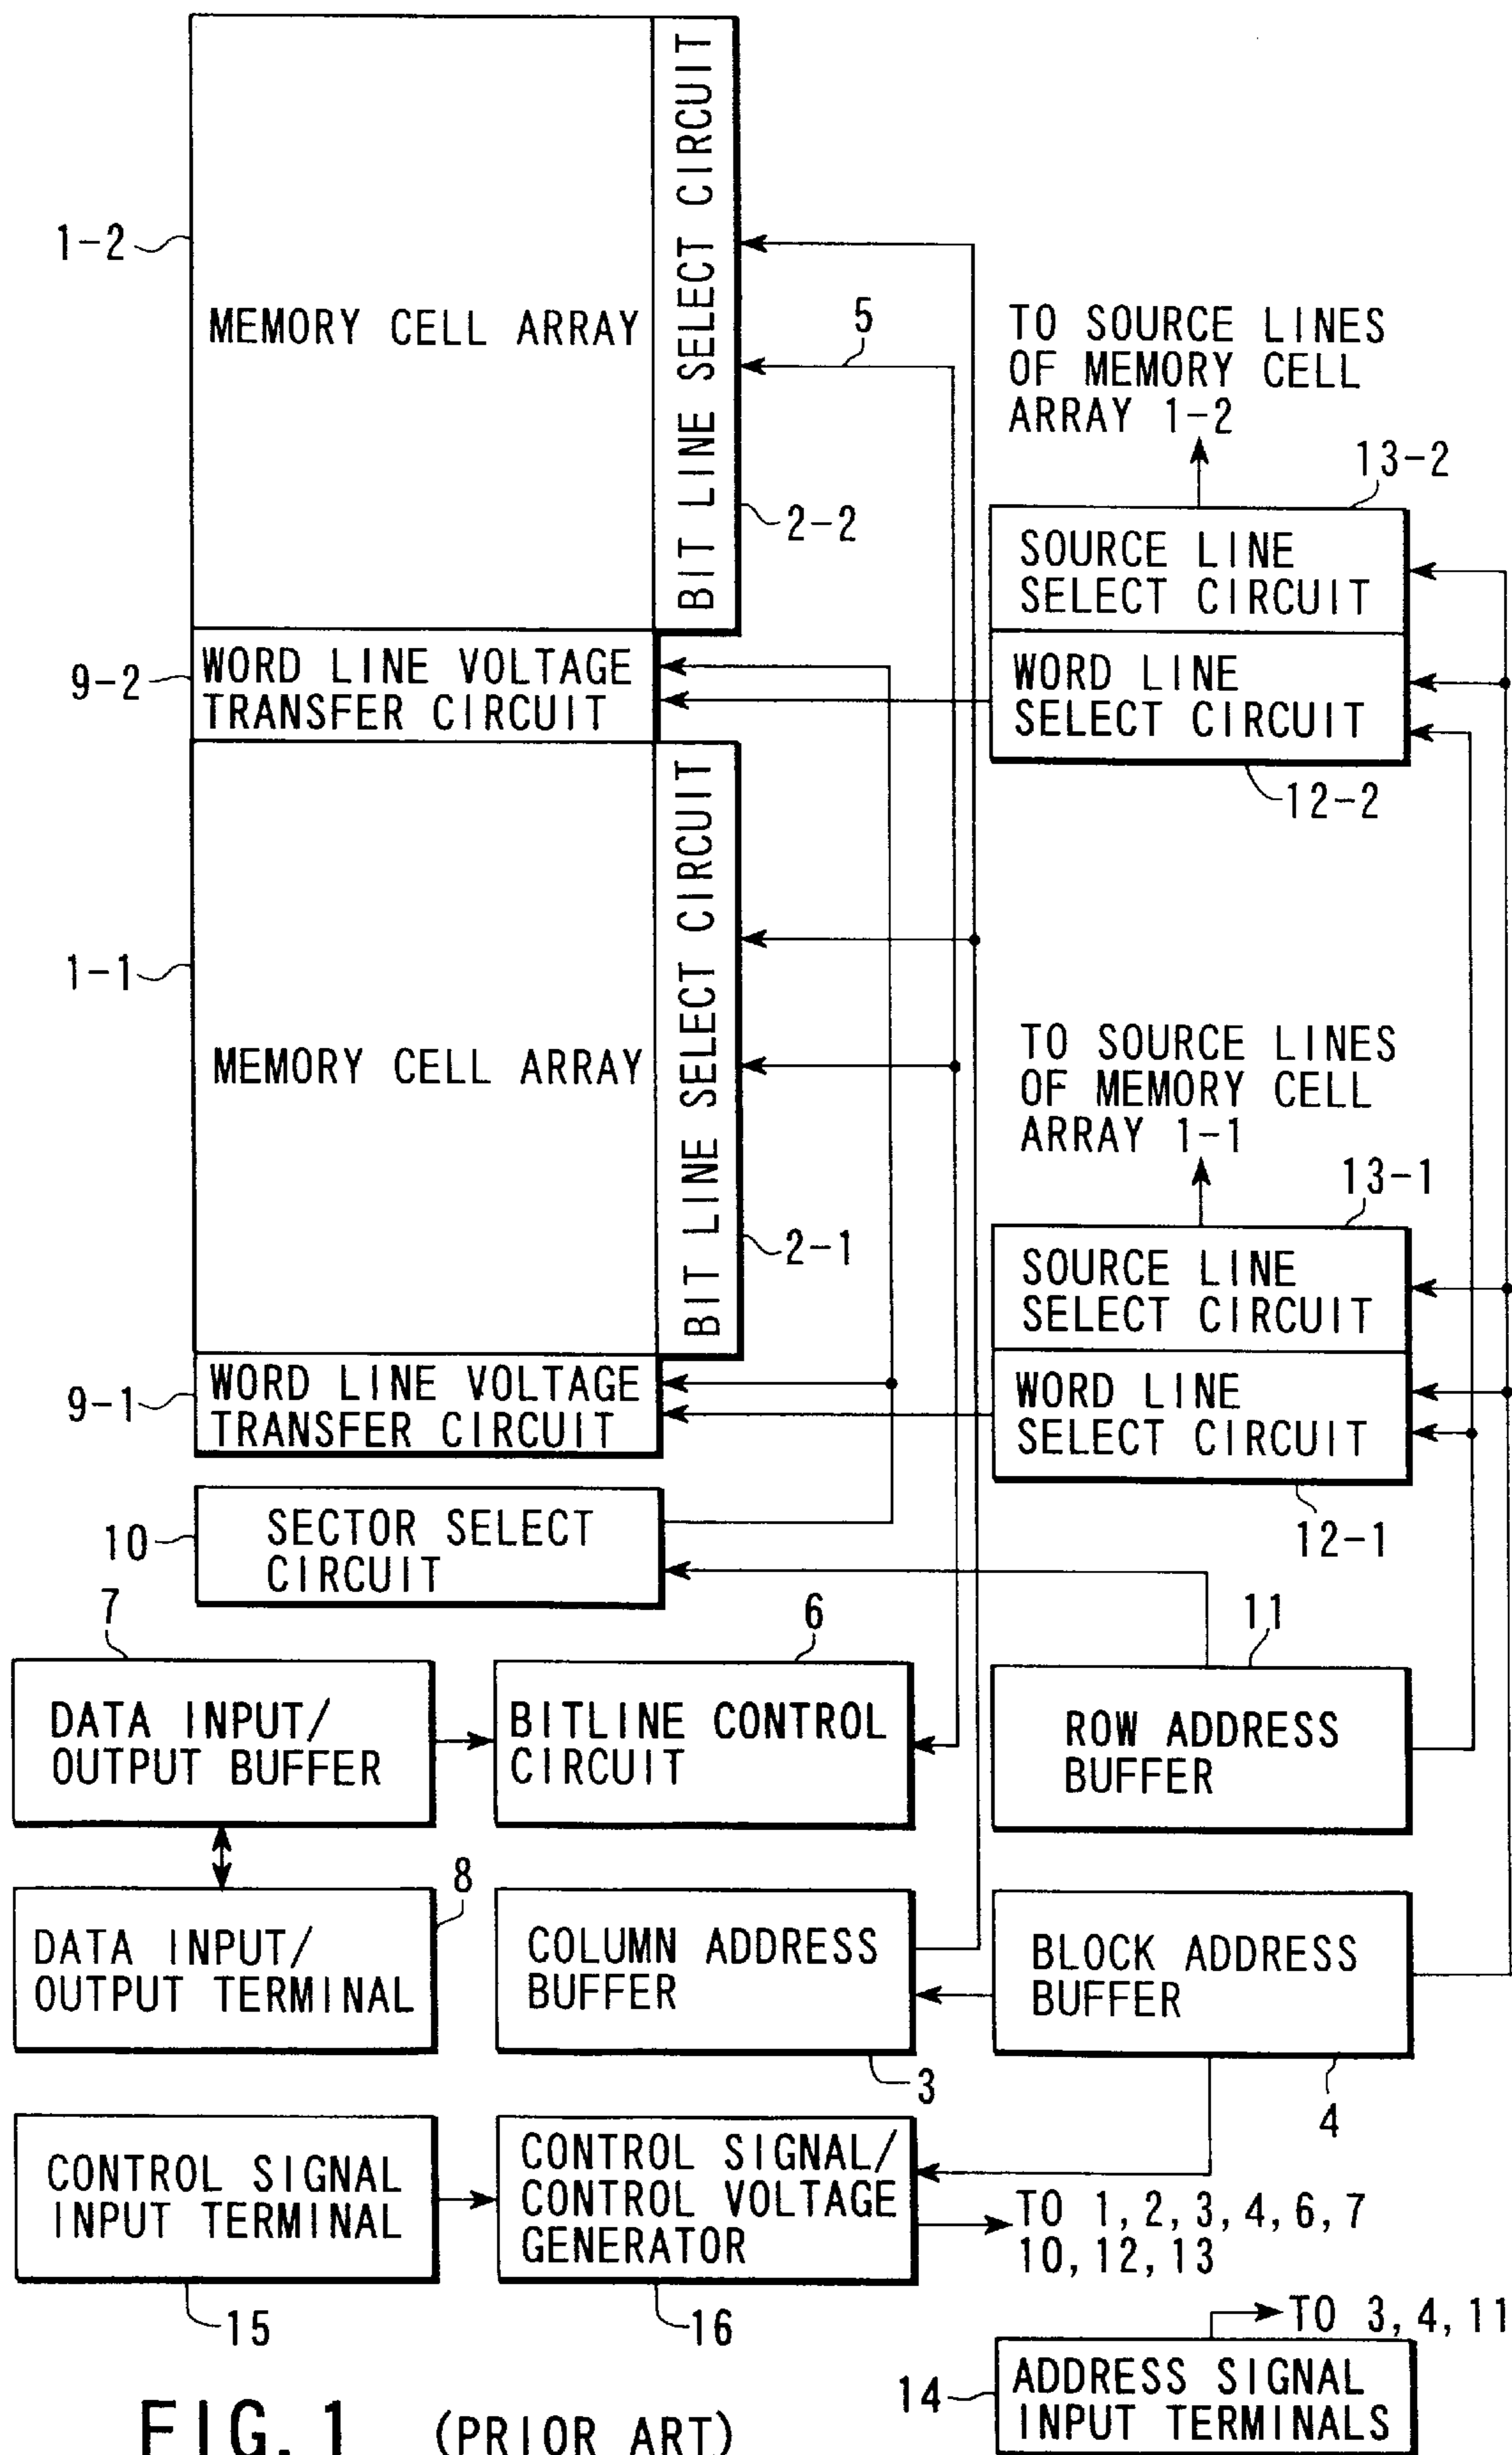 1-2
MEMORY CELL ARRAY
BIT LINE SELECT CIRCUIT
5
2-2
TO SOURCE LINES
OF MEMORY CELL
ARRAY 1-2
13-2
SOURCE LINE
SELECT CIRCUIT
9-2
WORD LINE VOLTAGE
TRANSFER CIRCUIT
WORD LINE
SELECT CIRCUIT
12-2
1-1
MEMORY CELL ARRAY
BIT LINE SELECT CIRCUIT
2-1
TO SOURCE LINES
OF MEMORY CELL
ARRAY 1-1
13-1
SOURCE LINE
SELECT CIRCUIT
9-1
WORD LINE VOLTAGE
TRANSFER CIRCUIT
WORD LINE
SELECT CIRCUIT
12-1
10
SECTOR SELECT
CIRCUIT
7
DATA INPUT/
OUTPUT BUFFER
6
BITLINE CONTROL
CIRCUIT
11
ROW ADDRESS
BUFFER
8
DATA INPUT/
OUTPUT TERMINAL
COLUMN ADDRESS
BUFFER
3
BLOCK ADDRESS
BUFFER
4
CONTROL SIGNAL
INPUT TERMINAL
15
CONTROL SIGNAL/
CONTROL VOLTAGE
GENERATOR
16
TO 1, 2, 3, 4, 6, 7
10, 12, 13
TO 3, 4, 11
14
ADDRESS SIGNAL
INPUT TERMINALS
FIG. 1 (PRIOR ART)